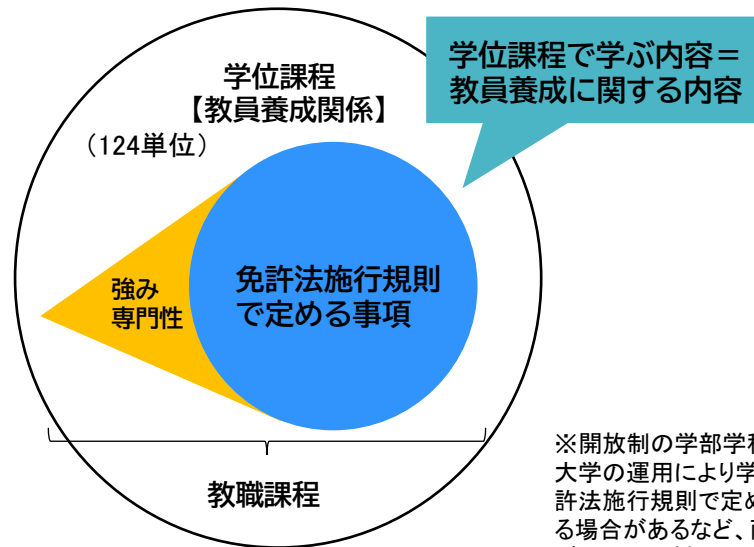 学位課程で学ぶ内容＝
教員養成に関する内容
学位課程
【教員養成関係】
（124単位）
強み
専門性
免許法施行規則
で定める事項
教職課程
※開放制の学部学科
大学の運用により学
許法施行規則で定め
る場合があるなど、